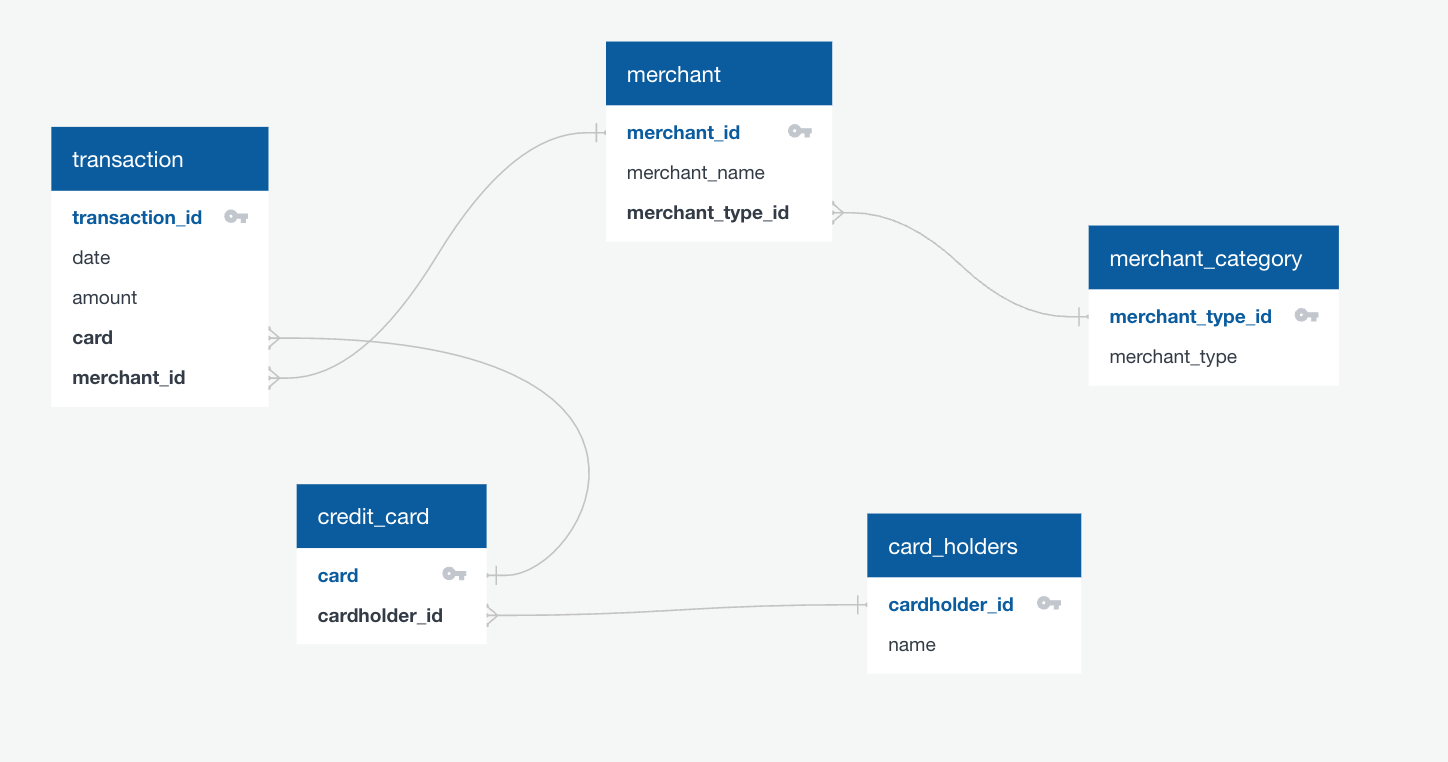 transaction
transaction_id
date
amount
card
merchant_id
merchant
merchant_id
merchant_name
merchant_type_id
merchant_category
merchant_type_id
merchant_type
credit_card
card
cardholder_id
card_holders
cardholder_id
name